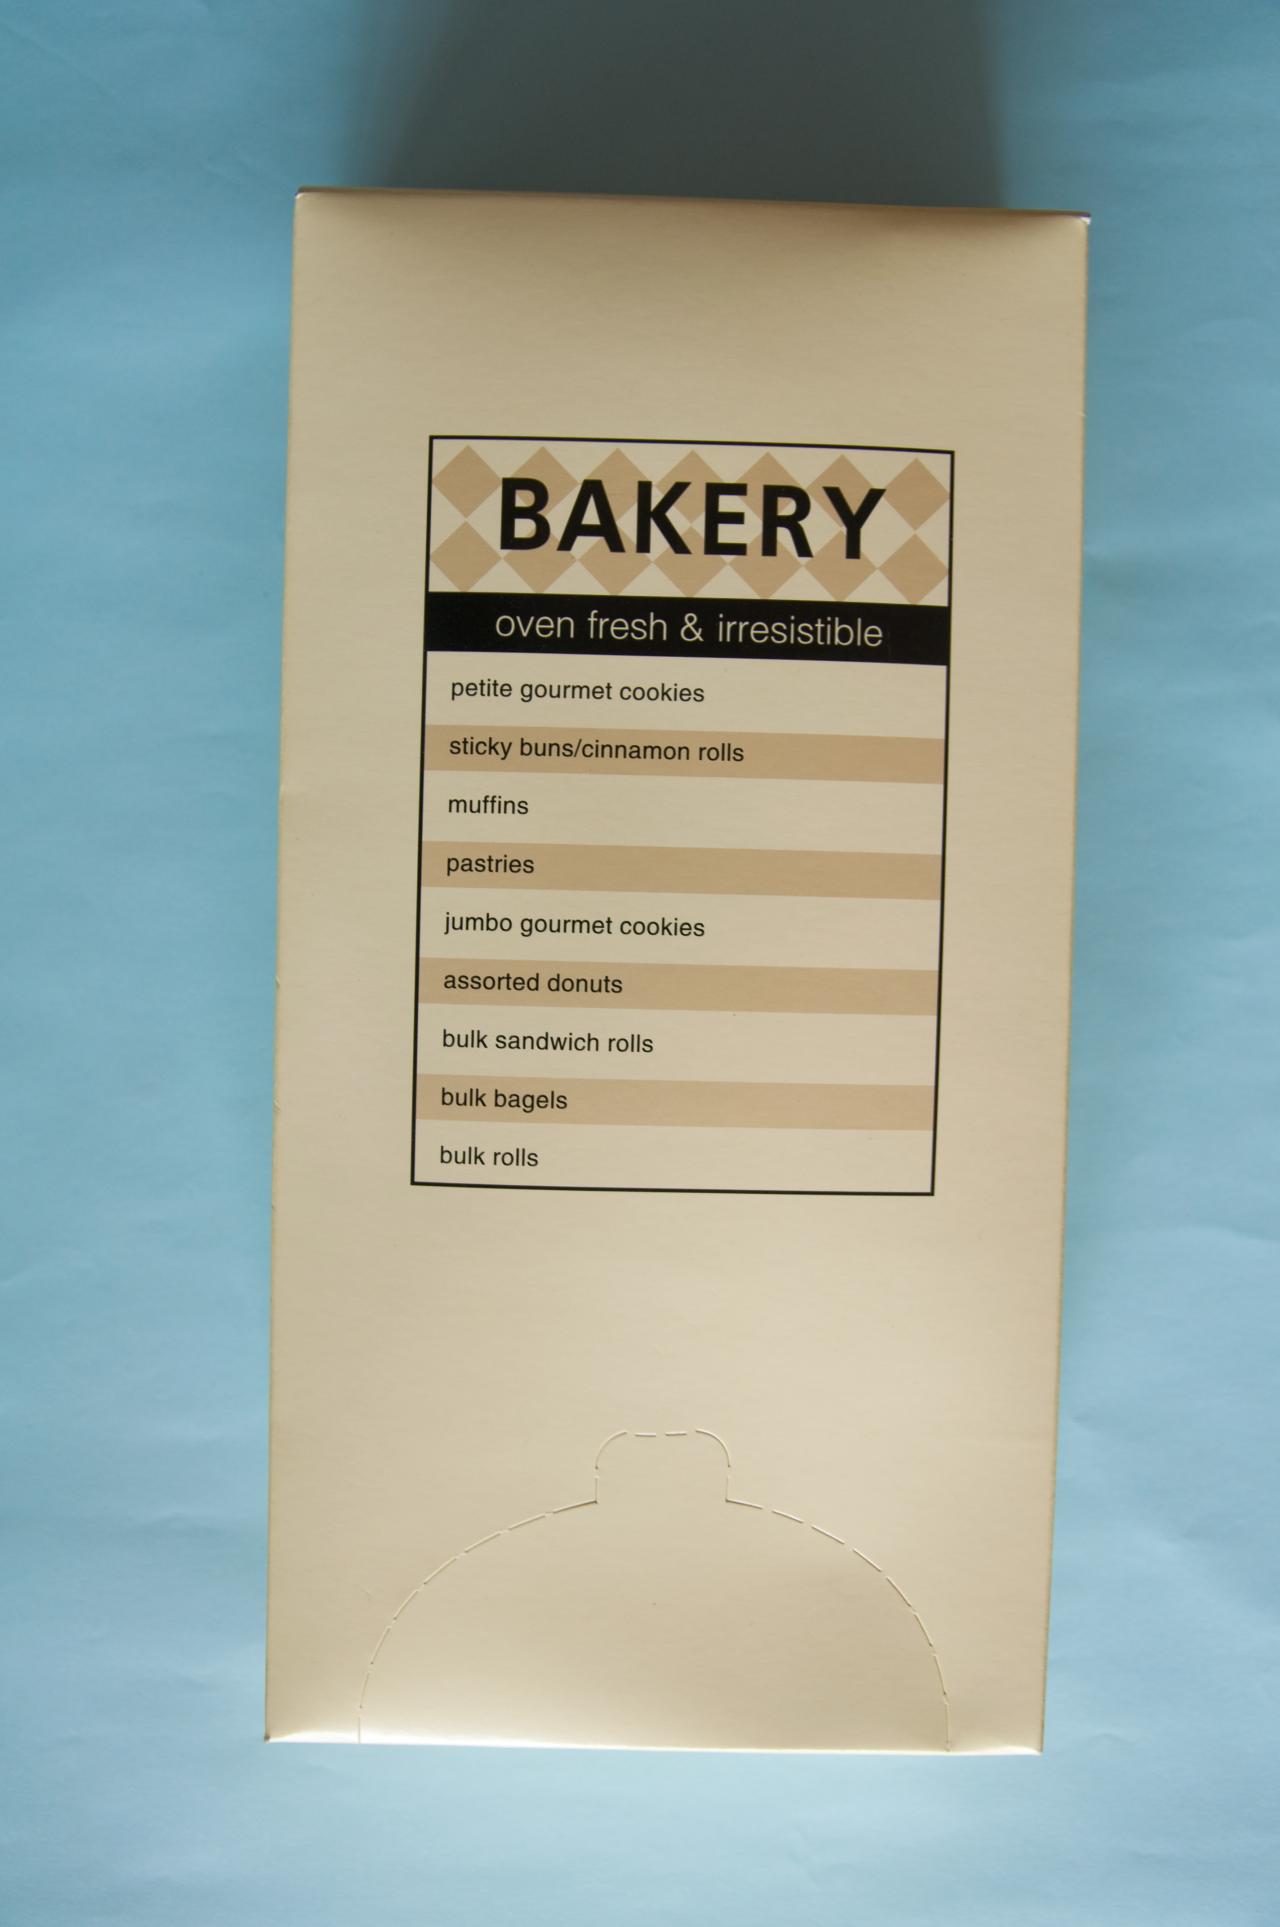 BAKERY
oven fresh & irresistible
petite gourmet cookies
sticky buns/cinnamon rolls
muffins
pastries
jumbo gourmet cookies
assorted donuts
bulk sandwich rolls
bulk bagels
bulk rolls